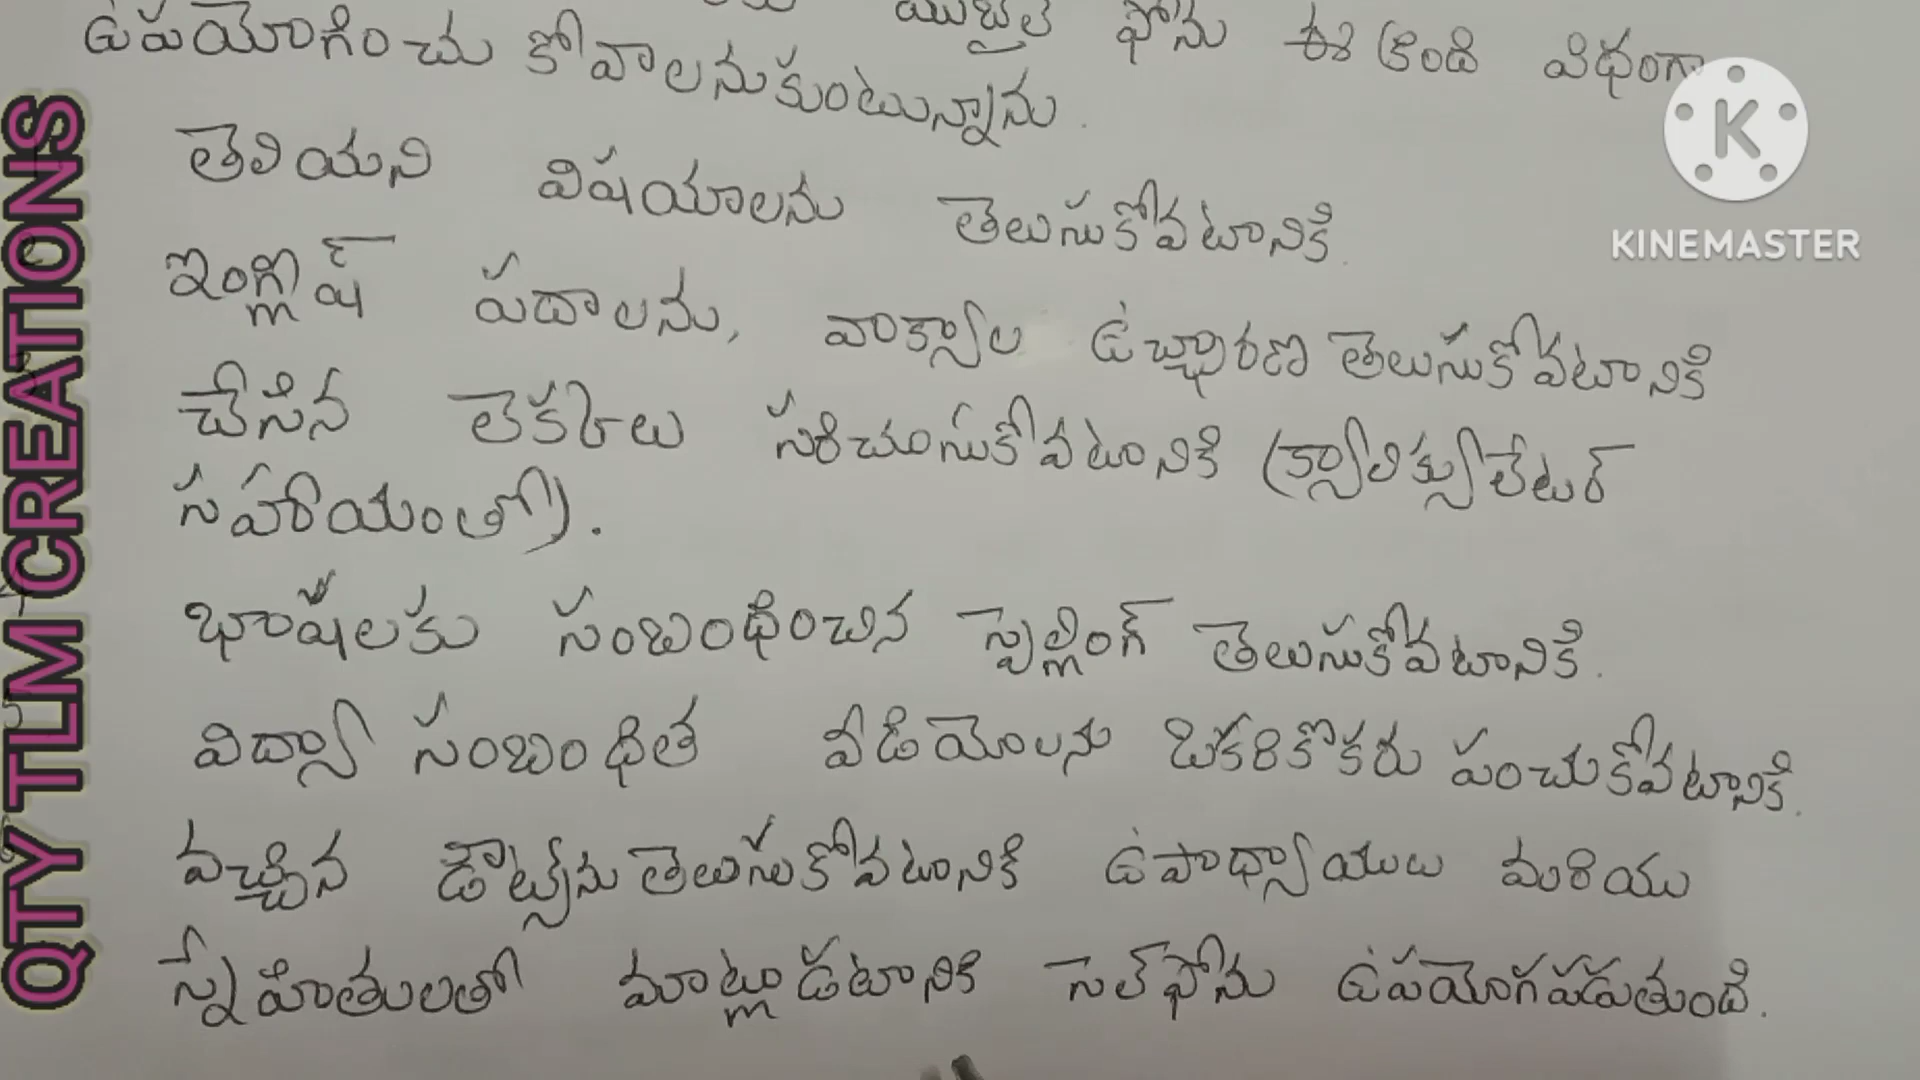 మొబైల్ ఫోను ఈ క్రింది విధంగా
ఉపయోగించు కోవాలనుకుంటున్నాను.
తెలియని విషయాలను తెలుసుకోవటానికి.
ఇంగ్లీష్ పదాలను, వాక్యాల ఉచ్ఛారణ తెలుసుకోవటానికి
చేసిన లెక్కలు సరిచూసుకోవటానికి (క్యాలిక్యులేటర్
సహాయంతో).
భాషలకు సంబంధించిన స్పెల్లింగ్ తెలుసుకోవటానికి.
విద్యా సంబంధిత వీడియోలను ఒకరికొకరు పంచుకోవటానికి.
వచ్చిన డౌట్స్‌ను తెలుసుకోవటానికి ఉపాధ్యాయులు మరియు
స్నేహితులతో మాట్లుడటానికి సెల్‌ఫోను ఉపయోగపడుతుంది.
QTY TLM CREATIONS
K
KINEMASTER